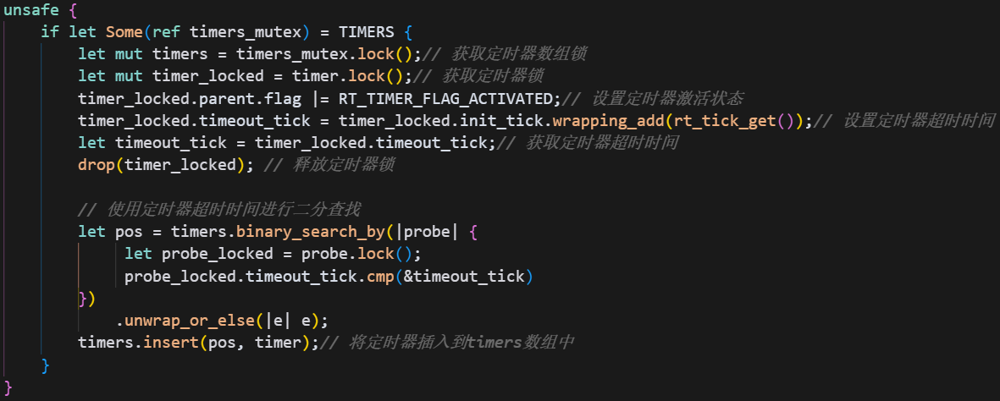 unsafe {
    if let Some(ref timers_mutex) = TIMERS {
        let mut timers = timers_mutex.lock();// 获取定时器数组锁
        let mut timer_locked = timer.lock();// 获取定时器锁
        timer_locked.parent.flag |= RT_TIMER_FLAG_ACTIVATED;// 设置定时器激活状态
        timer_locked.timeout_tick = timer_locked.init_tick.wrapping_add(rt_tick_get());// 设置定时器超时时间
        let timeout_tick = timer_locked.timeout_tick;// 获取定时器超时时间
        drop(timer_locked); // 释放定时器锁

        // 使用定时器超时时间进行二分查找
        let pos = timers.binary_search_by(|probe| {
            let probe_locked = probe.lock();
            probe_locked.timeout_tick.cmp(&timeout_tick)
        })
            .unwrap_or_else(|e| e);
        timers.insert(pos, timer);// 将定时器插入到timers数组中
    }
}